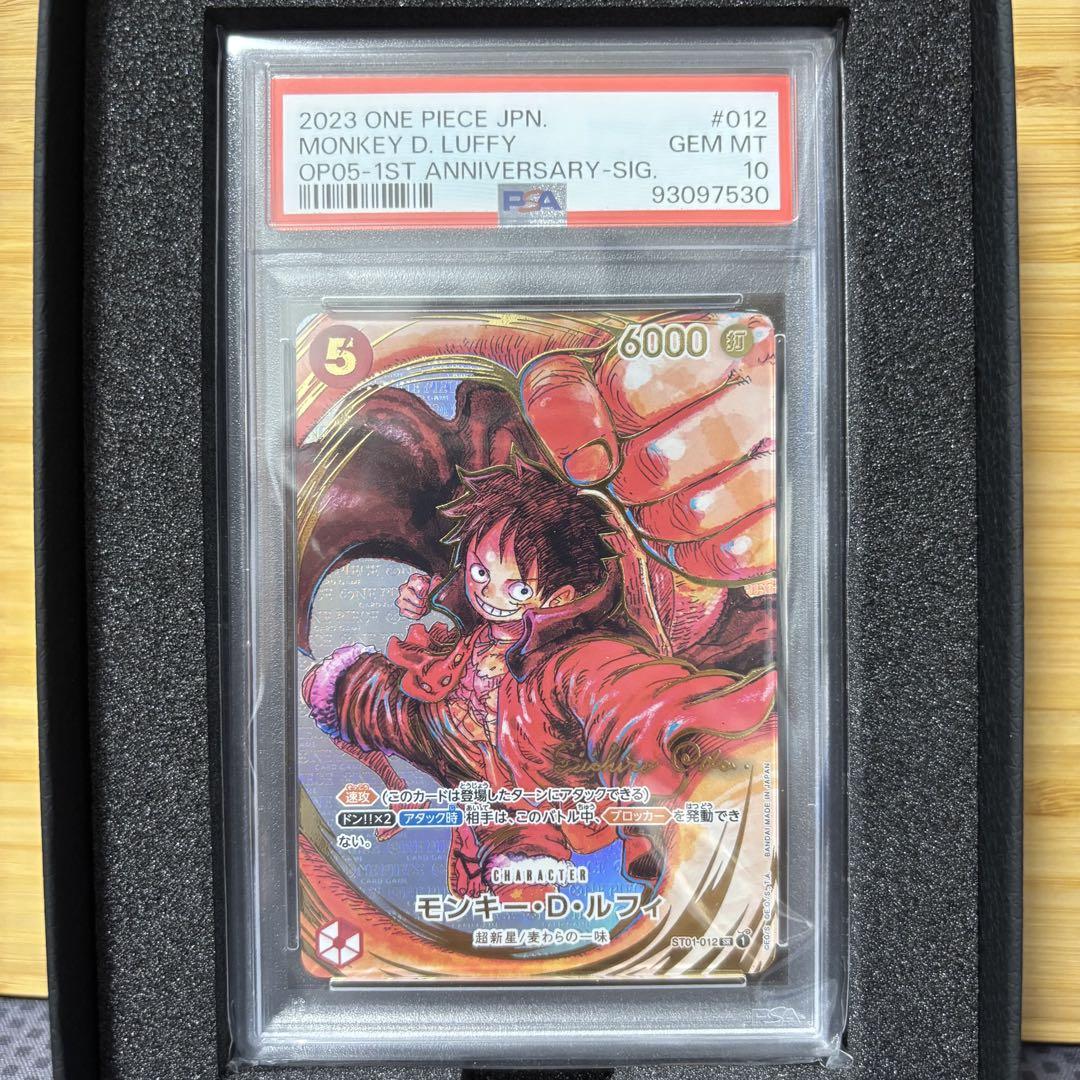 2023 ONE PIECE JPN. #012
MONKEY D. LUFFY GEM MT
OP05-1ST ANNIVERSARY-SIG. 10
PSA 93097530
5 6000 打
速攻 (このカードは登場したターンにアタックできる)
ドン!!×2 アタック時 相手は、このバトル中、ブロッカーを発動でき
ない。
CHARACTER
モンキー・D・ルフィ
超新星/麦わらの一味
ST01-012 SR 1
BANDAI MADE IN JAPAN
PSA